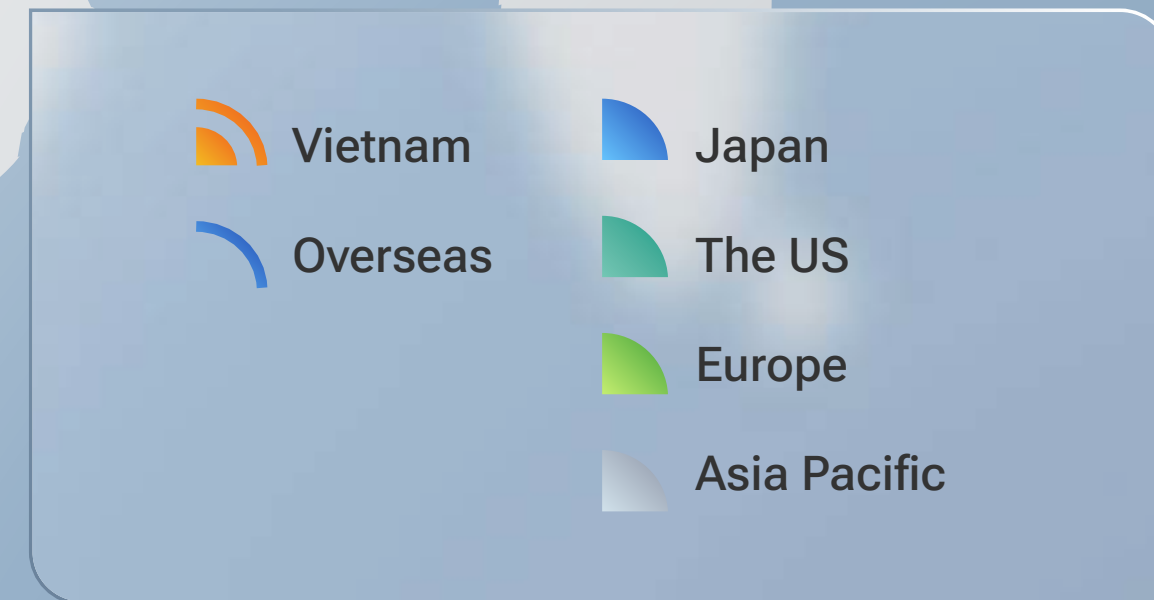 Vietnam
Overseas
Japan
The US
Europe
Asia Pacific